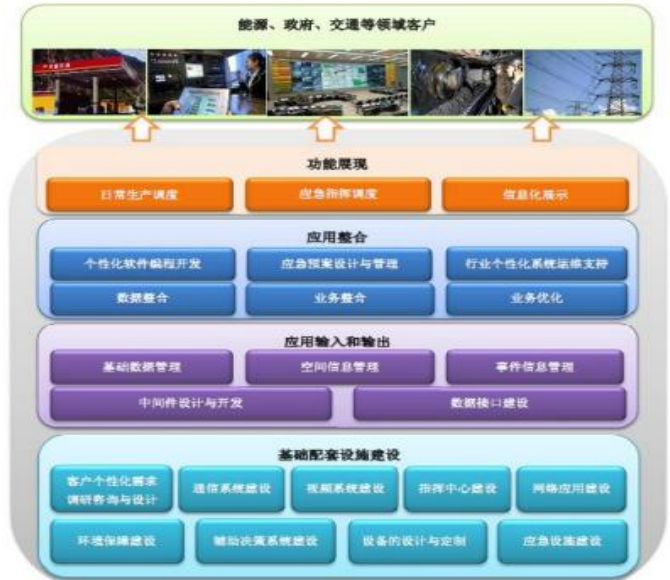 能源、政府、交通等领域客户
功能展现
日常生产调度
应急指挥调度
信息化展示
应用整合
个性化软件编程开发
应急预案设计与管理
行业个性化系统运维支持
数据整合
业务整合
业务优化
应用输入和输出
基础数据管理
空间信息管理
事件信息管理
中间件设计与开发
数据接口建设
基础配套设施建设
客户个性化需求
调研咨询与设计
通信系统建设
视频系统建设
指挥中心建设
网络应用建设
环境保障建设
辅助决策系统建设
设备的设计与定制
应急设施建设